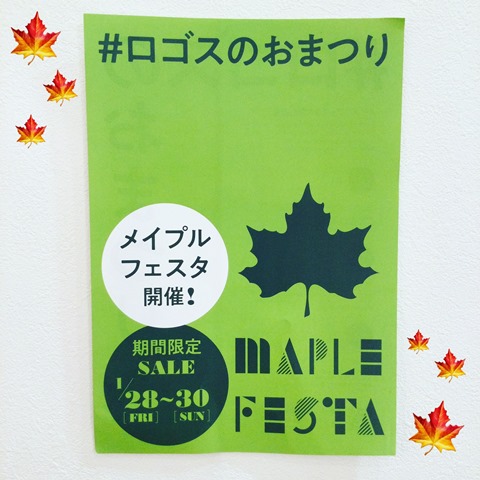 #ロゴスのおまつり
メイプル
フェスタ
開催!
期間限定
SALE
1/28~30
[FRI] [SUN]
MAPLE
FESTA